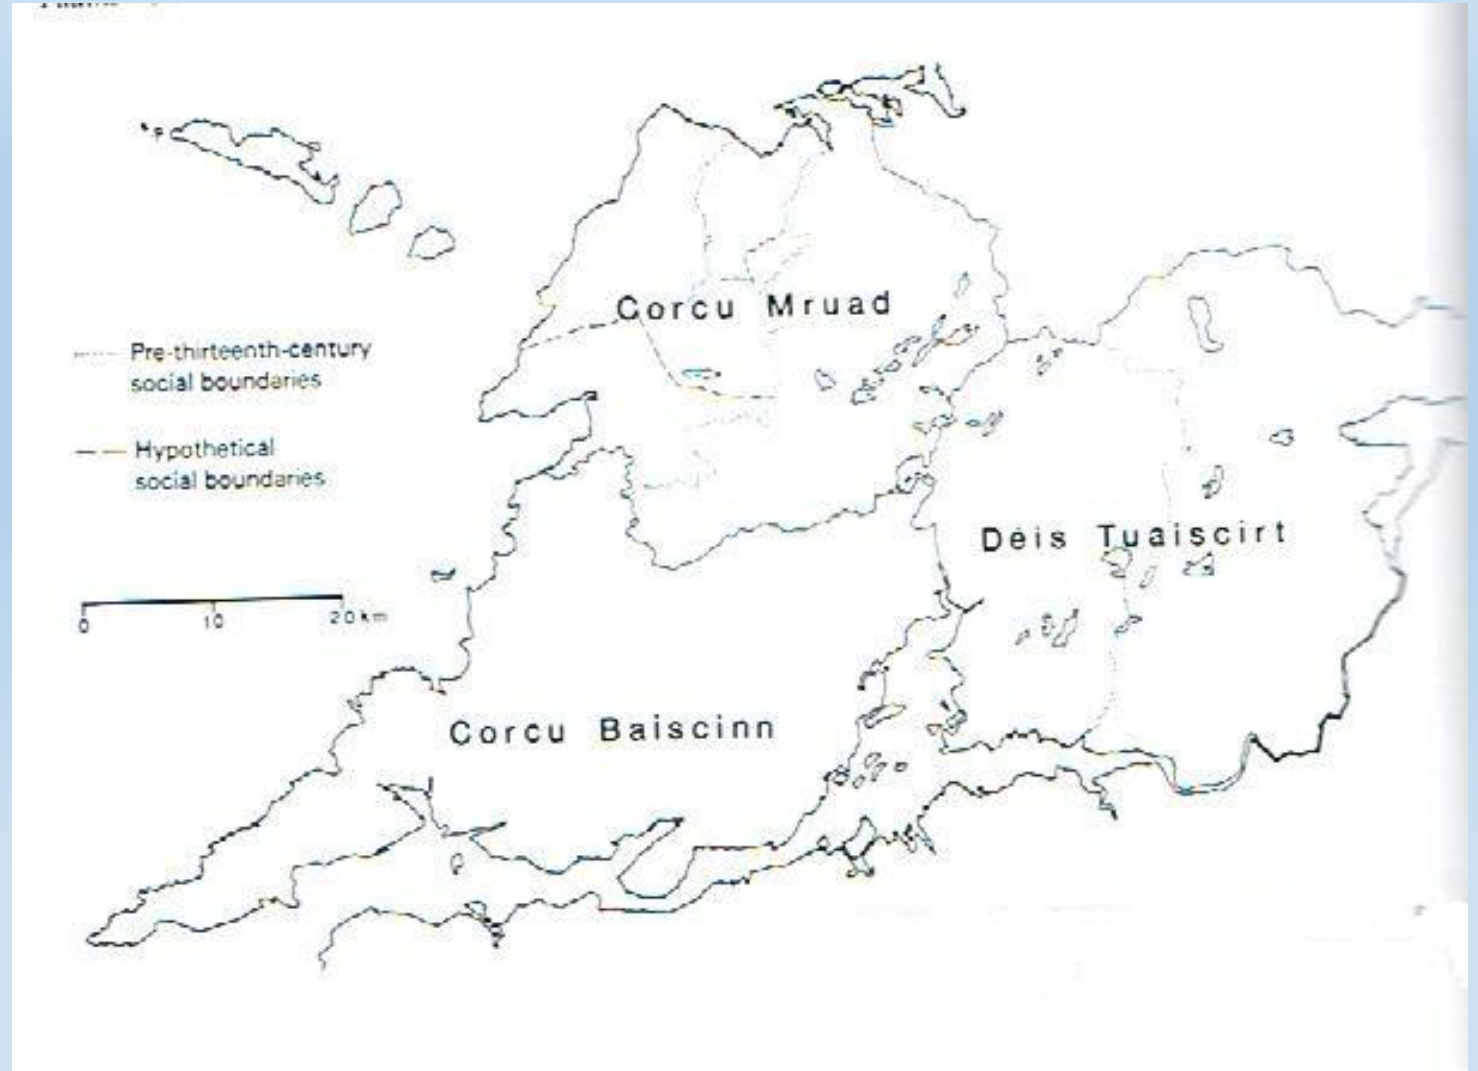 Corcu Mruad
Pre-thirteenth-century
social boundaries
Hypothetical
social boundaries
Déis Tuaiscirt
0 10 20 km
Corcu Baiscinn